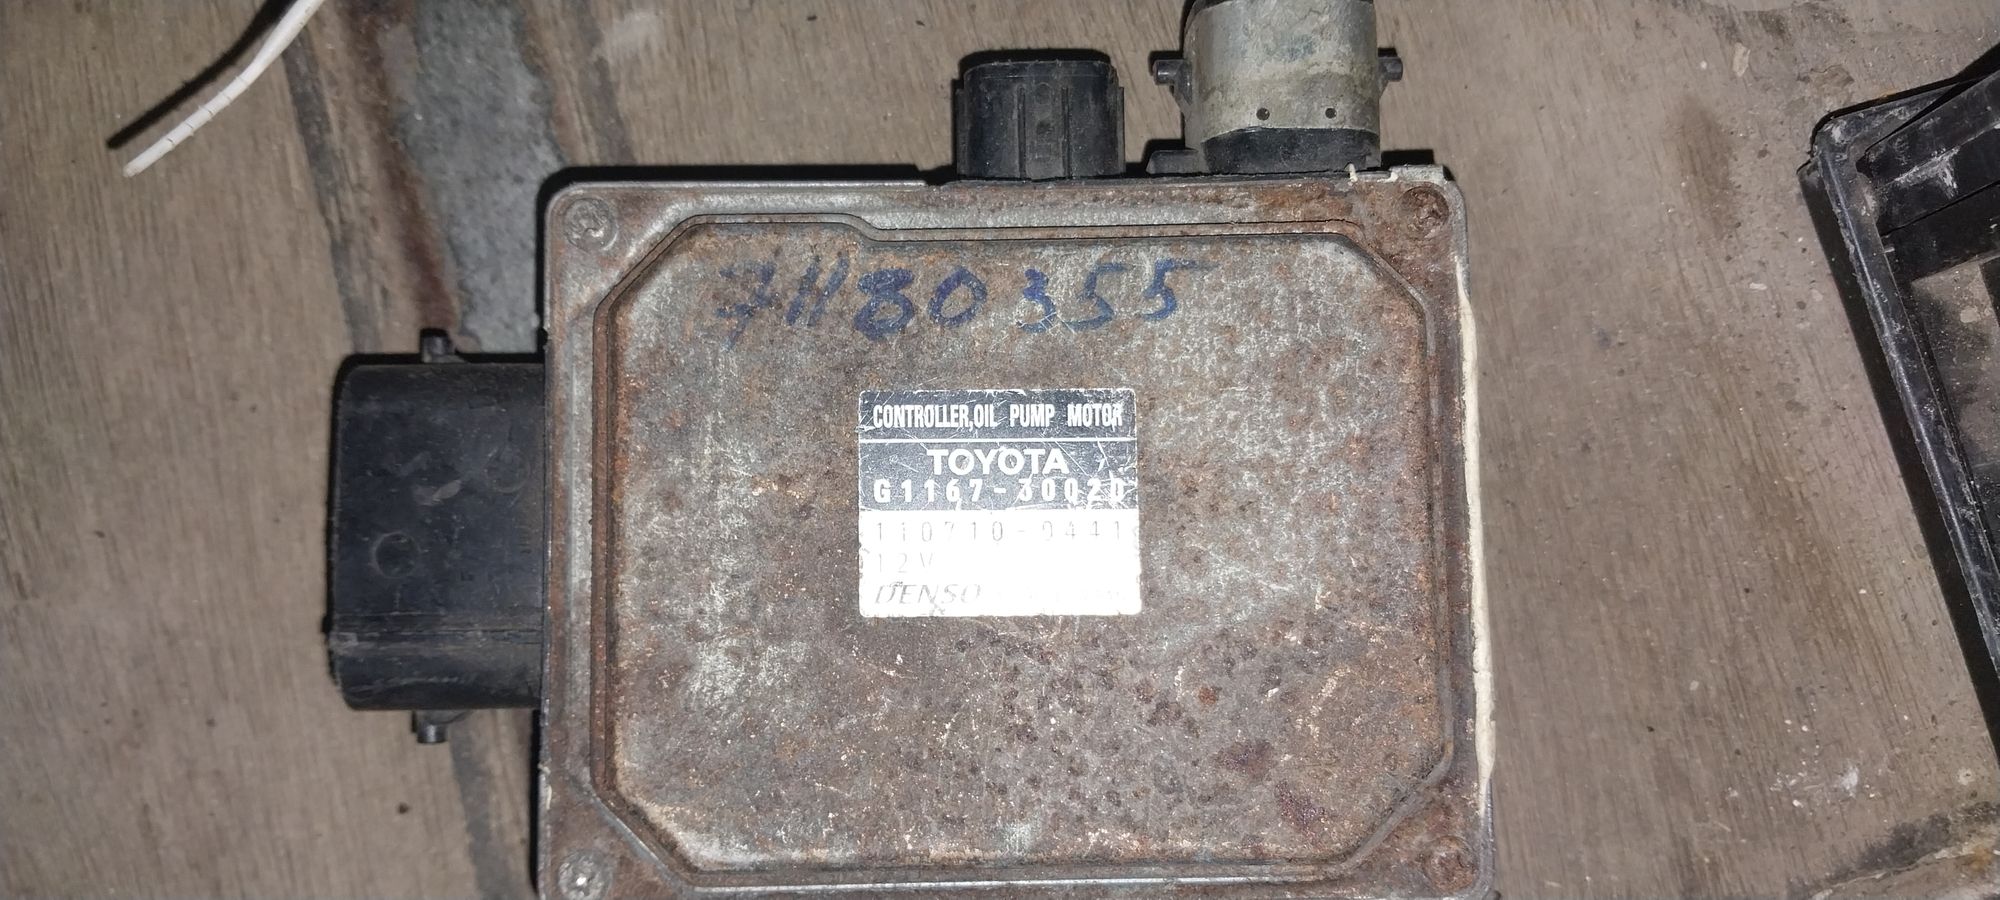 7H80355
CONTROLLER,OIL PUMP MOTOR
TOYOTA
G1167-30020
110710-0441
12V
DENSO